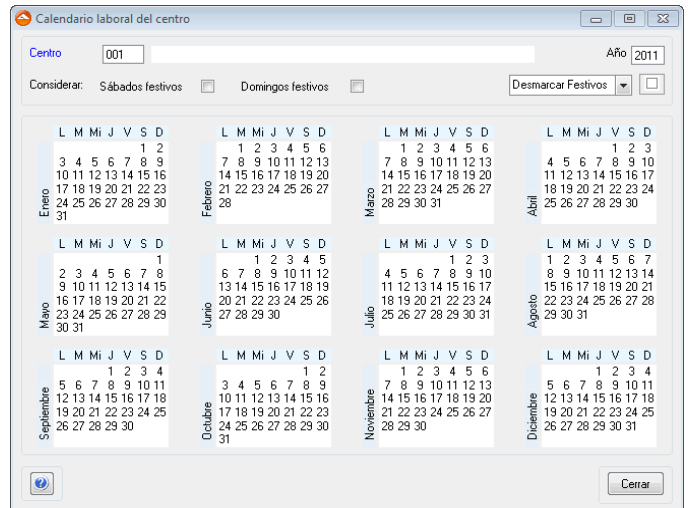 Calendario laboral del centro
Centro 001 Año 2011
Considerar: Sábados festivos Domingos festivos Desmarcar Festivos
Enero
L M Mi J V S D
1 2
3 4 5 6 7 8 9
10 11 12 13 14 15 16
17 18 19 20 21 22 23
24 25 26 27 28 29 30
31
Febrero
L M Mi J V S D
1 2 3 4 5 6
7 8 9 10 11 12 13
14 15 16 17 18 19 20
21 22 23 24 25 26 27
28
Marzo
L M Mi J V S D
1 2 3 4 5 6
7 8 9 10 11 12 13
14 15 16 17 18 19 20
21 22 23 24 25 26 27
28 29 30 31
Abril
L M Mi J V S D
1 2 3
4 5 6 7 8 9 10
11 12 13 14 15 16 17
18 19 20 21 22 23 24
25 26 27 28 29 30
Mayo
L M Mi J V S D
1
2 3 4 5 6 7 8
9 10 11 12 13 14 15
16 17 18 19 20 21 22
23 24 25 26 27 28 29
30 31
Junio
L M Mi J V S D
1 2 3 4 5
6 7 8 9 10 11 12
13 14 15 16 17 18 19
20 21 22 23 24 25 26
27 28 29 30
Julio
L M Mi J V S D
1 2 3
4 5 6 7 8 9 10
11 12 13 14 15 16 17
18 19 20 21 22 23 24
25 26 27 28 29 30 31
Agosto
L M Mi J V S D
1 2 3 4 5 6 7
8 9 10 11 12 13 14
15 16 17 18 19 20 21
22 23 24 25 26 27 28
29 30 31
Septiembre
L M Mi J V S D
1 2 3 4
5 6 7 8 9 10 11
12 13 14 15 16 17 18
19 20 21 22 23 24 25
26 27 28 29 30
Octubre
L M Mi J V S D
1 2
3 4 5 6 7 8 9
10 11 12 13 14 15 16
17 18 19 20 21 22 23
24 25 26 27 28 29 30
31
Noviembre
L M Mi J V S D
1 2 3 4 5 6
7 8 9 10 11 12 13
14 15 16 17 18 19 20
21 22 23 24 25 26 27
28 29 30
Diciembre
L M Mi J V S D
1 2 3 4
5 6 7 8 9 10 11
12 13 14 15 16 17 18
19 20 21 22 23 24 25
26 27 28 29 30 31
?
Cerrar